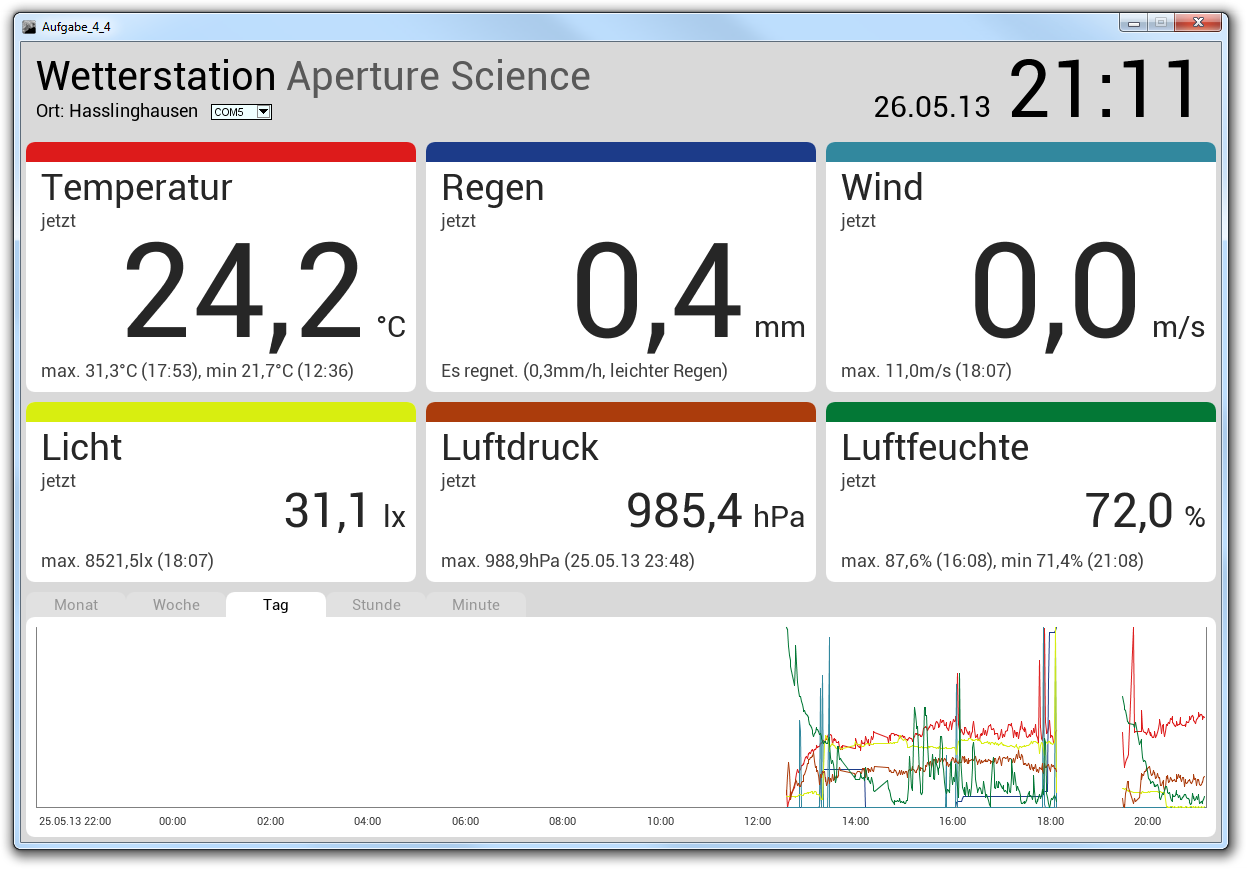 Aufgabe_4_4
Wetterstation Aperture Science
Ort: Hasslinghausen COM5
26.05.13 21:11
Temperatur
jetzt
24,2 °C
max. 31,3°C (17:53), min 21,7°C (12:36)
Regen
jetzt
0,4 mm
Es regnet. (0,3mm/h, leichter Regen)
Wind
jetzt
0,0 m/s
max. 11,0m/s (18:07)
Licht
jetzt
31,1 lx
max. 8521,5lx (18:07)
Luftdruck
jetzt
985,4 hPa
max. 988,9hPa (25.05.13 23:48)
Luftfeuchte
jetzt
72,0 %
max. 87,6% (16:08), min 71,4% (21:08)
Monat Woche Tag Stunde Minute
25.05.13 22:00 00:00 02:00 04:00 06:00 08:00 10:00 12:00 14:00 16:00 18:00 20:00